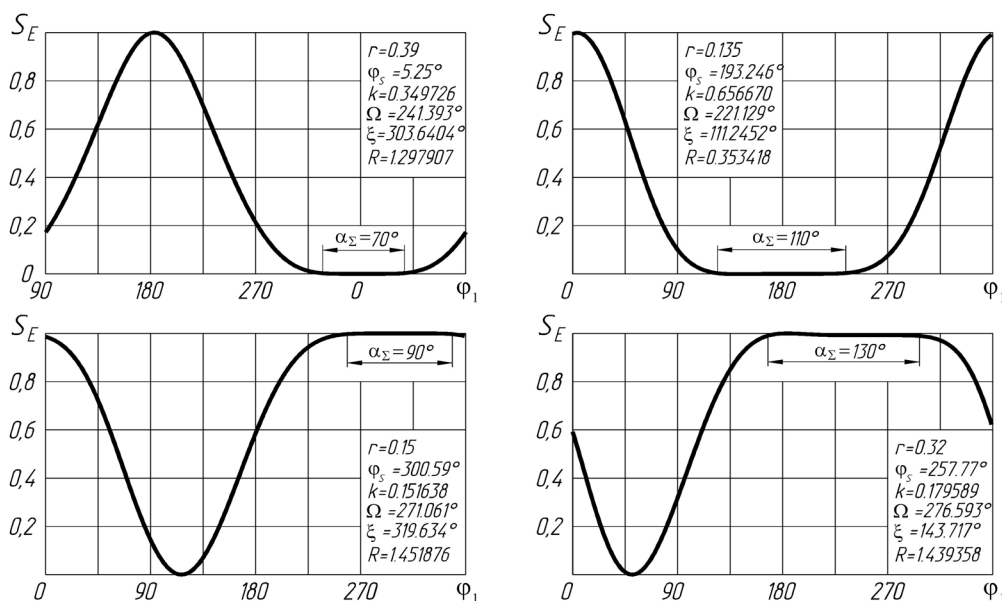 S_E
0,8
0,6
0,4
0,2
0
90
180
270
0
φ₁
r=0.39
φ_s=5.25°
k=0.349726
Ω=241.393°
ξ=303.6404°
R=1.297907
α_Σ=70°
S_E
0,8
0,6
0,4
0,2
0
90
180
270
φ
r=0.135
φ_s=193.246°
k=0.656670
Ω=221.129°
ξ=111.2452°
R=0.353418
α_Σ=110°
S_E
0,8
0,6
0,4
0,2
0
90
180
270
φ₁
α_Σ=90°
r=0.15
φ_s=300.59°
k=0.151638
Ω=271.061°
ξ=319.634°
R=1.451876
S_E
0,8
0,6
0,4
0,2
0
90
180
270
φ
α_Σ=130°
r=0.32
φ_s=257.77°
k=0.179589
Ω=276.593°
ξ=143.717°
R=1.439358